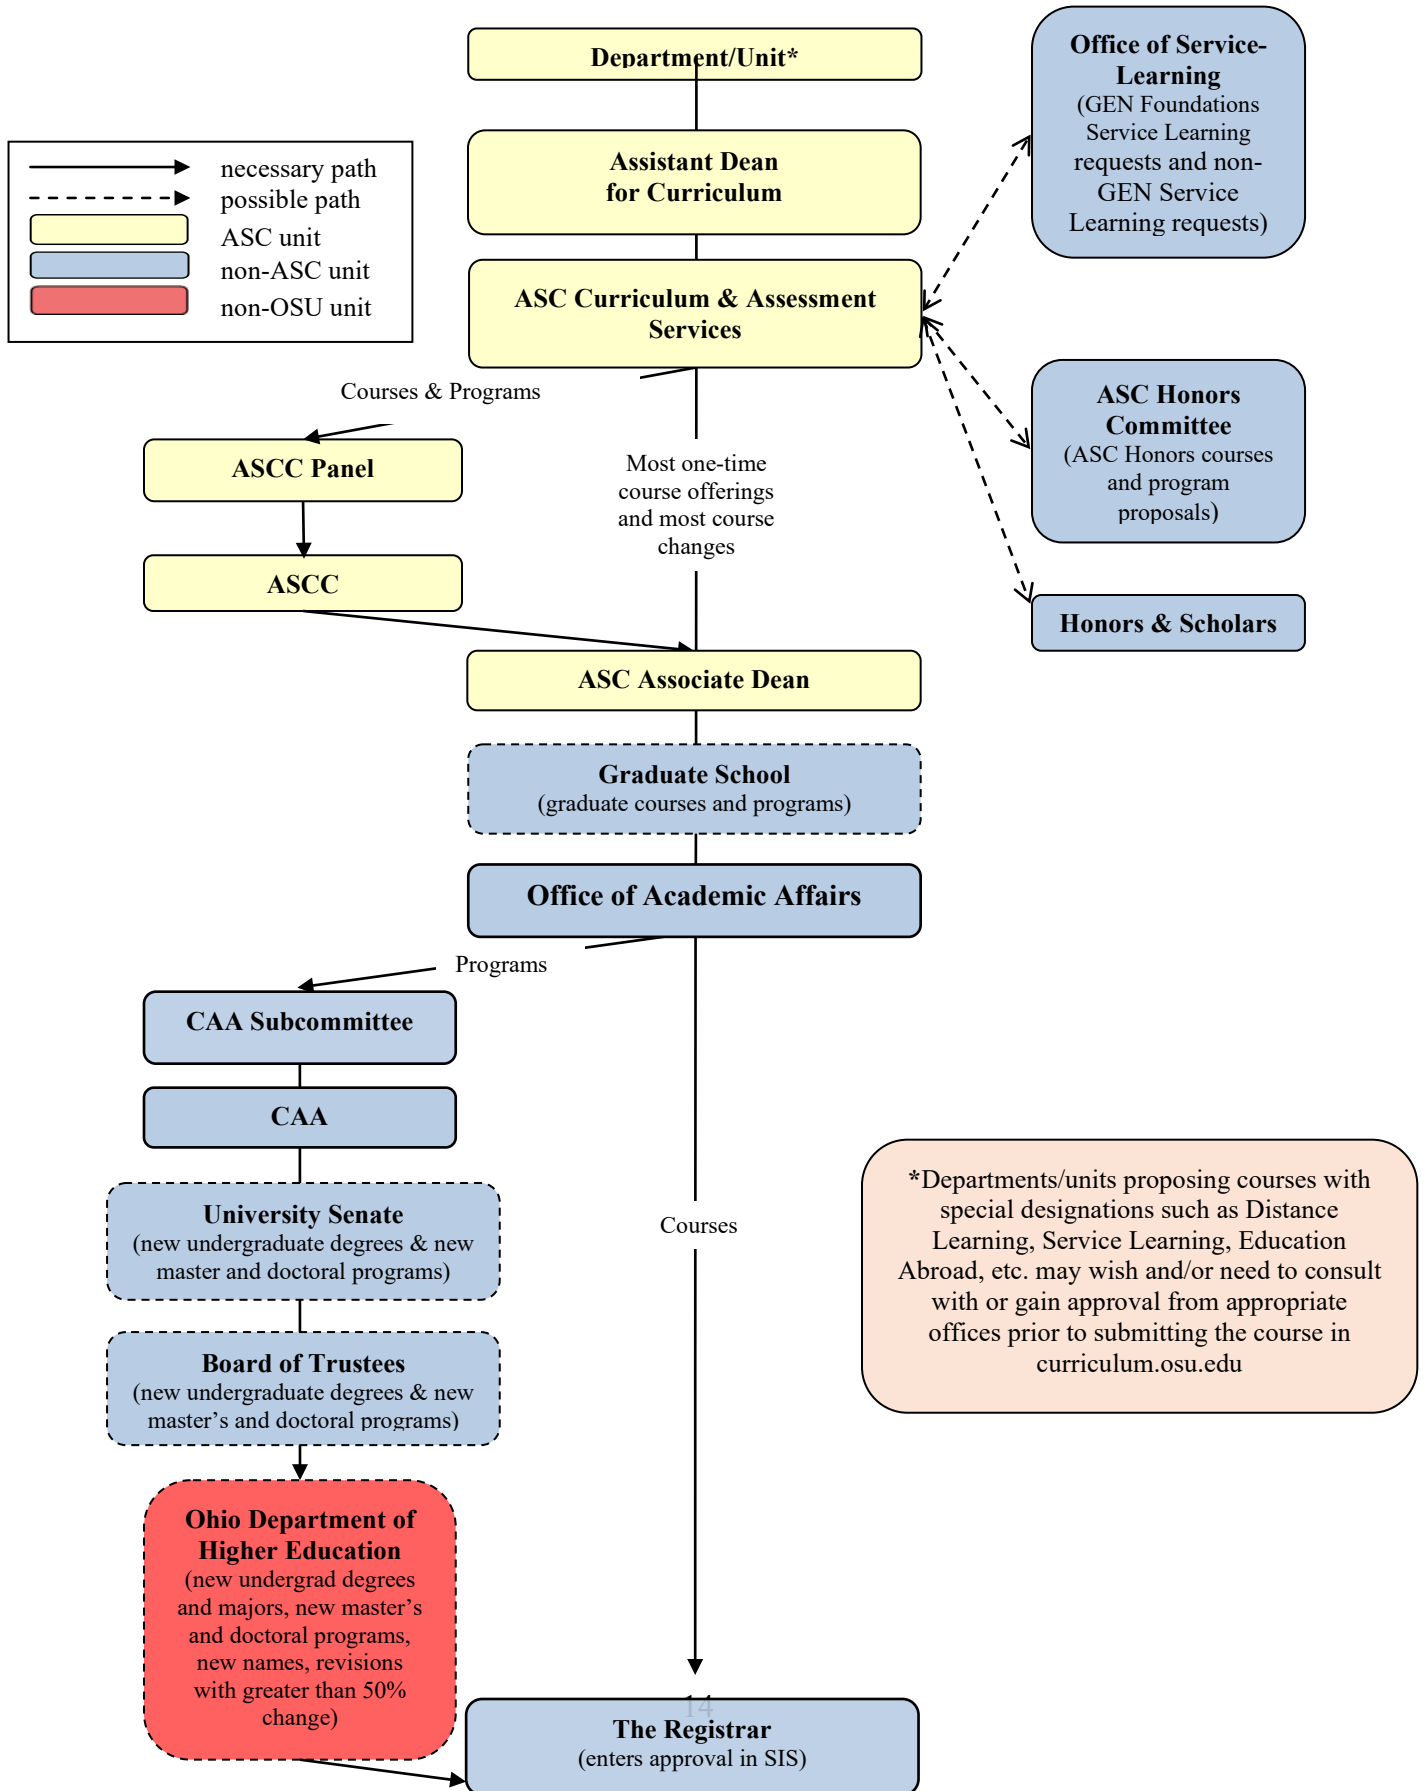 Department/Unit*
Office of Service-
Learning
(GEN Foundations
Service Learning
requests and non-
GEN Service
Learning requests)
Assistant Dean
for Curriculum
necessary path
possible path
ASC unit
non-ASC unit
non-OSU unit
ASC Curriculum & Assessment
Services
Courses & Programs
ASC Honors
Committee
(ASC Honors courses
and program
proposals)
ASCC Panel
Most one-time
course offerings
and most course
changes
ASCC
Honors & Scholars
ASC Associate Dean
Graduate School
(graduate courses and programs)
Office of Academic Affairs
Programs
CAA Subcommittee
CAA
University Senate
(new undergraduate degrees & new
master and doctoral programs)
Courses
*Departments/units proposing courses with
special designations such as Distance
Learning, Service Learning, Education
Abroad, etc. may wish and/or need to consult
with or gain approval from appropriate
offices prior to submitting the course in
curriculum.osu.edu
Board of Trustees
(new undergraduate degrees & new
master’s and doctoral programs)
Ohio Department of
Higher Education
(new undergrad degrees
and majors, new master’s
and doctoral programs,
new names, revisions
with greater than 50%
change)
14
The Registrar
(enters approval in SIS)